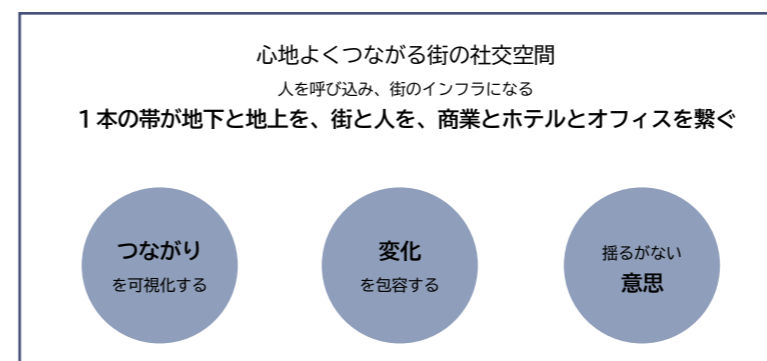 心地よくつながる街の社交空間
人を呼び込み、街のインフラになる
1本の帯が地下と地上を、街と人を、商業とホテルとオフィスを繋ぐ
つながり
を可視化する
変化
を包容する
揺るがない
意思